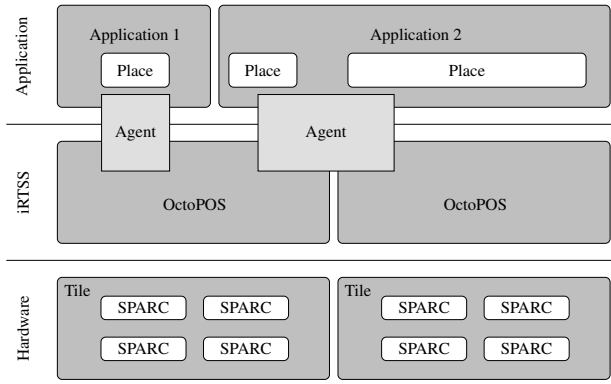 Application
Application 1
Application 2
Place
Place
Place
Agent
Agent
iRTSS
OctoPOS
OctoPOS
Hardware
Tile
Tile
SPARC
SPARC
SPARC
SPARC
SPARC
SPARC
SPARC
SPARC